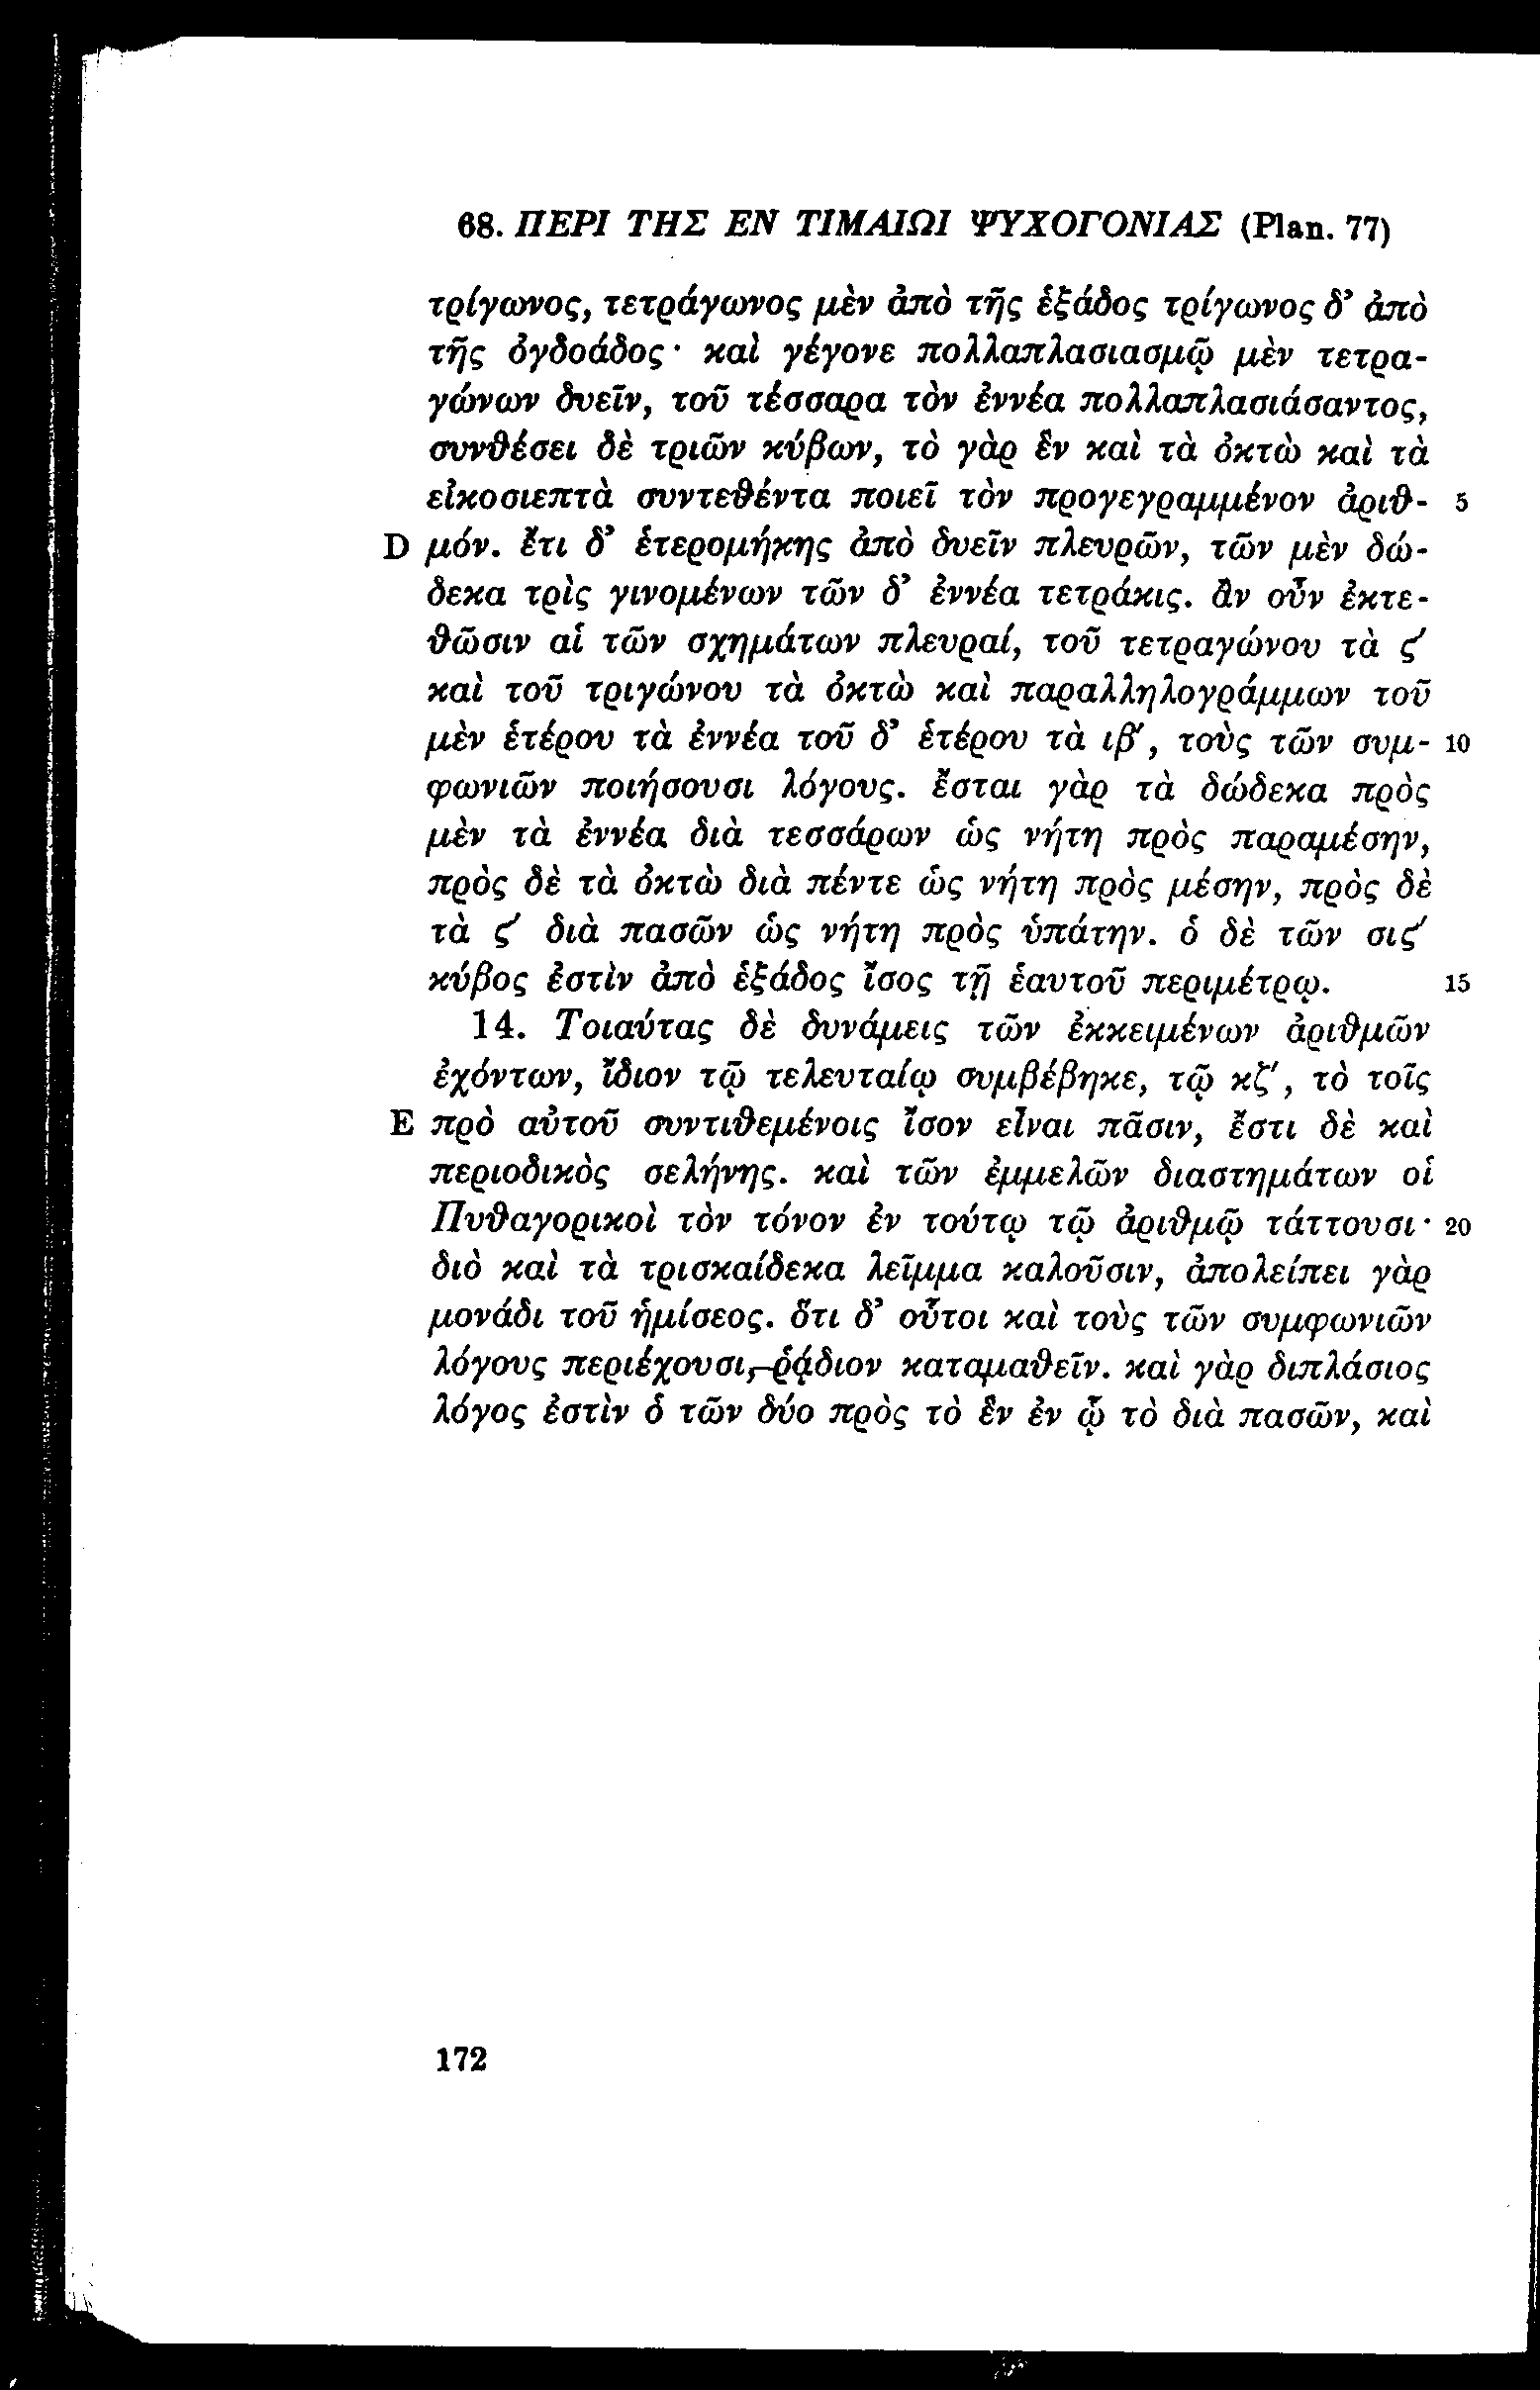 68. ΠΕΡΙ ΤΗΣ ΕΝ ΤΙΜΑΙΩΙ ΨΥΧΟΓΟΝΙΑΣ (Plan. 77)
τρίγωνος, τετράγωνος μὲν ἀπὸ τῆς ἑξάδος τρίγωνος δ’ ἀπὸ
τῆς ὀγδοάδος· καὶ γέγονε πολλαπλασιασμῷ μὲν τετρα-
γώνων δυεῖν, τοῦ τέσσαρα τὸν ἐννέα πολλαπλασιάσαντος,
συνθέσει δὲ τριῶν κύβων, τὸ γὰρ ἓν καὶ τὰ ὀκτὼ καὶ τὰ
εἰκοσιεπτὰ συντεθέντα ποιεῖ τὸν προγεγραμμένον ἀριθ- 5
D μόν. ἔτι δ’ ἑτερομήκης ἀπὸ δυεῖν πλευρῶν, τῶν μὲν δώ-
δεκα τρὶς γινομένων τῶν δ’ ἐννέα τετράκις. ἂν οὖν ἐκτε-
θῶσιν αἱ τῶν σχημάτων πλευραί, τοῦ τετραγώνου τὰ ϛ′
καὶ τοῦ τριγώνου τὰ ὀκτὼ καὶ παραλληλογράμμων τοῦ
μὲν ἑτέρου τὰ ἐννέα τοῦ δ’ ἑτέρου τὰ ιβ′, τοὺς τῶν συμ- 10
φωνιῶν ποιήσουσι λόγους. ἔσται γὰρ τὰ δώδεκα πρὸς
μὲν τὰ ἐννέα διὰ τεσσάρων ὡς νήτη πρὸς παραμέσην,
πρὸς δὲ τὰ ὀκτὼ διὰ πέντε ὡς νήτη πρὸς μέσην, πρὸς δὲ
τὰ ϛ′ διὰ πασῶν ὡς νήτη πρὸς ὑπάτην. ὁ δὲ τῶν σιϛ′
κύβος ἐστὶν ἀπὸ ἑξάδος ἴσος τῇ ἑαυτοῦ περιμέτρῳ. 15
14. Τοιαύτας δὲ δυνάμεις τῶν ἐκκειμένων ἀριθμῶν
ἐχόντων, ἴδιον τῷ τελευταίῳ συμβέβηκε, τῷ κζ′, τὸ τοῖς
E πρὸ αὐτοῦ συντιθεμένοις ἴσον εἶναι πᾶσιν, ἔστι δὲ καὶ
περιοδικὸς σελήνης. καὶ τῶν ἐμμελῶν διαστημάτων οἱ
Πυθαγορικοὶ τὸν τόνον ἐν τούτῳ τῷ ἀριθμῷ τάττουσι· 20
διὸ καὶ τὰ τρισκαίδεκα λεῖμμα καλοῦσιν, ἀπολείπει γὰρ
μονάδι τοῦ ἡμίσεος. ὅτι δ’ οὗτοι καὶ τοὺς τῶν συμφωνιῶν
λόγους περιέχουσι, ῥᾴδιον καταμαθεῖν. καὶ γὰρ διπλάσιος
λόγος ἐστὶν ὁ τῶν δύο πρὸς τὸ ἓν ἐν ᾧ τὸ διὰ πασῶν, καὶ
172